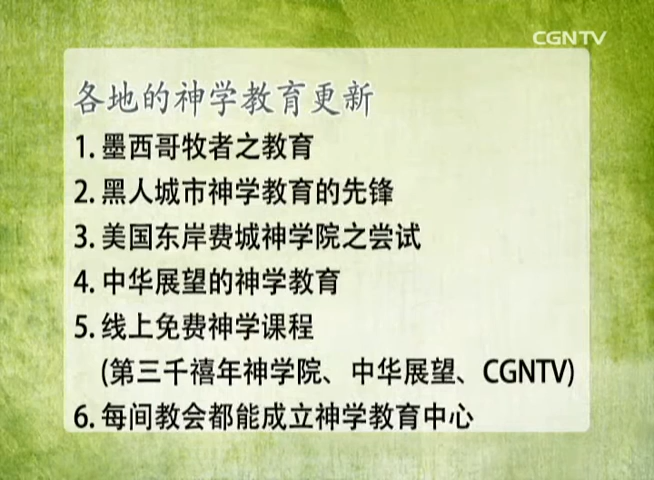 CGNTV
各地的神学教育更新
1. 墨西哥牧者之教育
2. 黑人城市神学教育的先锋
3. 美国东岸费城神学院之尝试
4. 中华展望的神学教育
5. 线上免费神学课程
(第三千禧年神学院、中华展望、CGNTV)
6. 每间教会都能成立神学教育中心